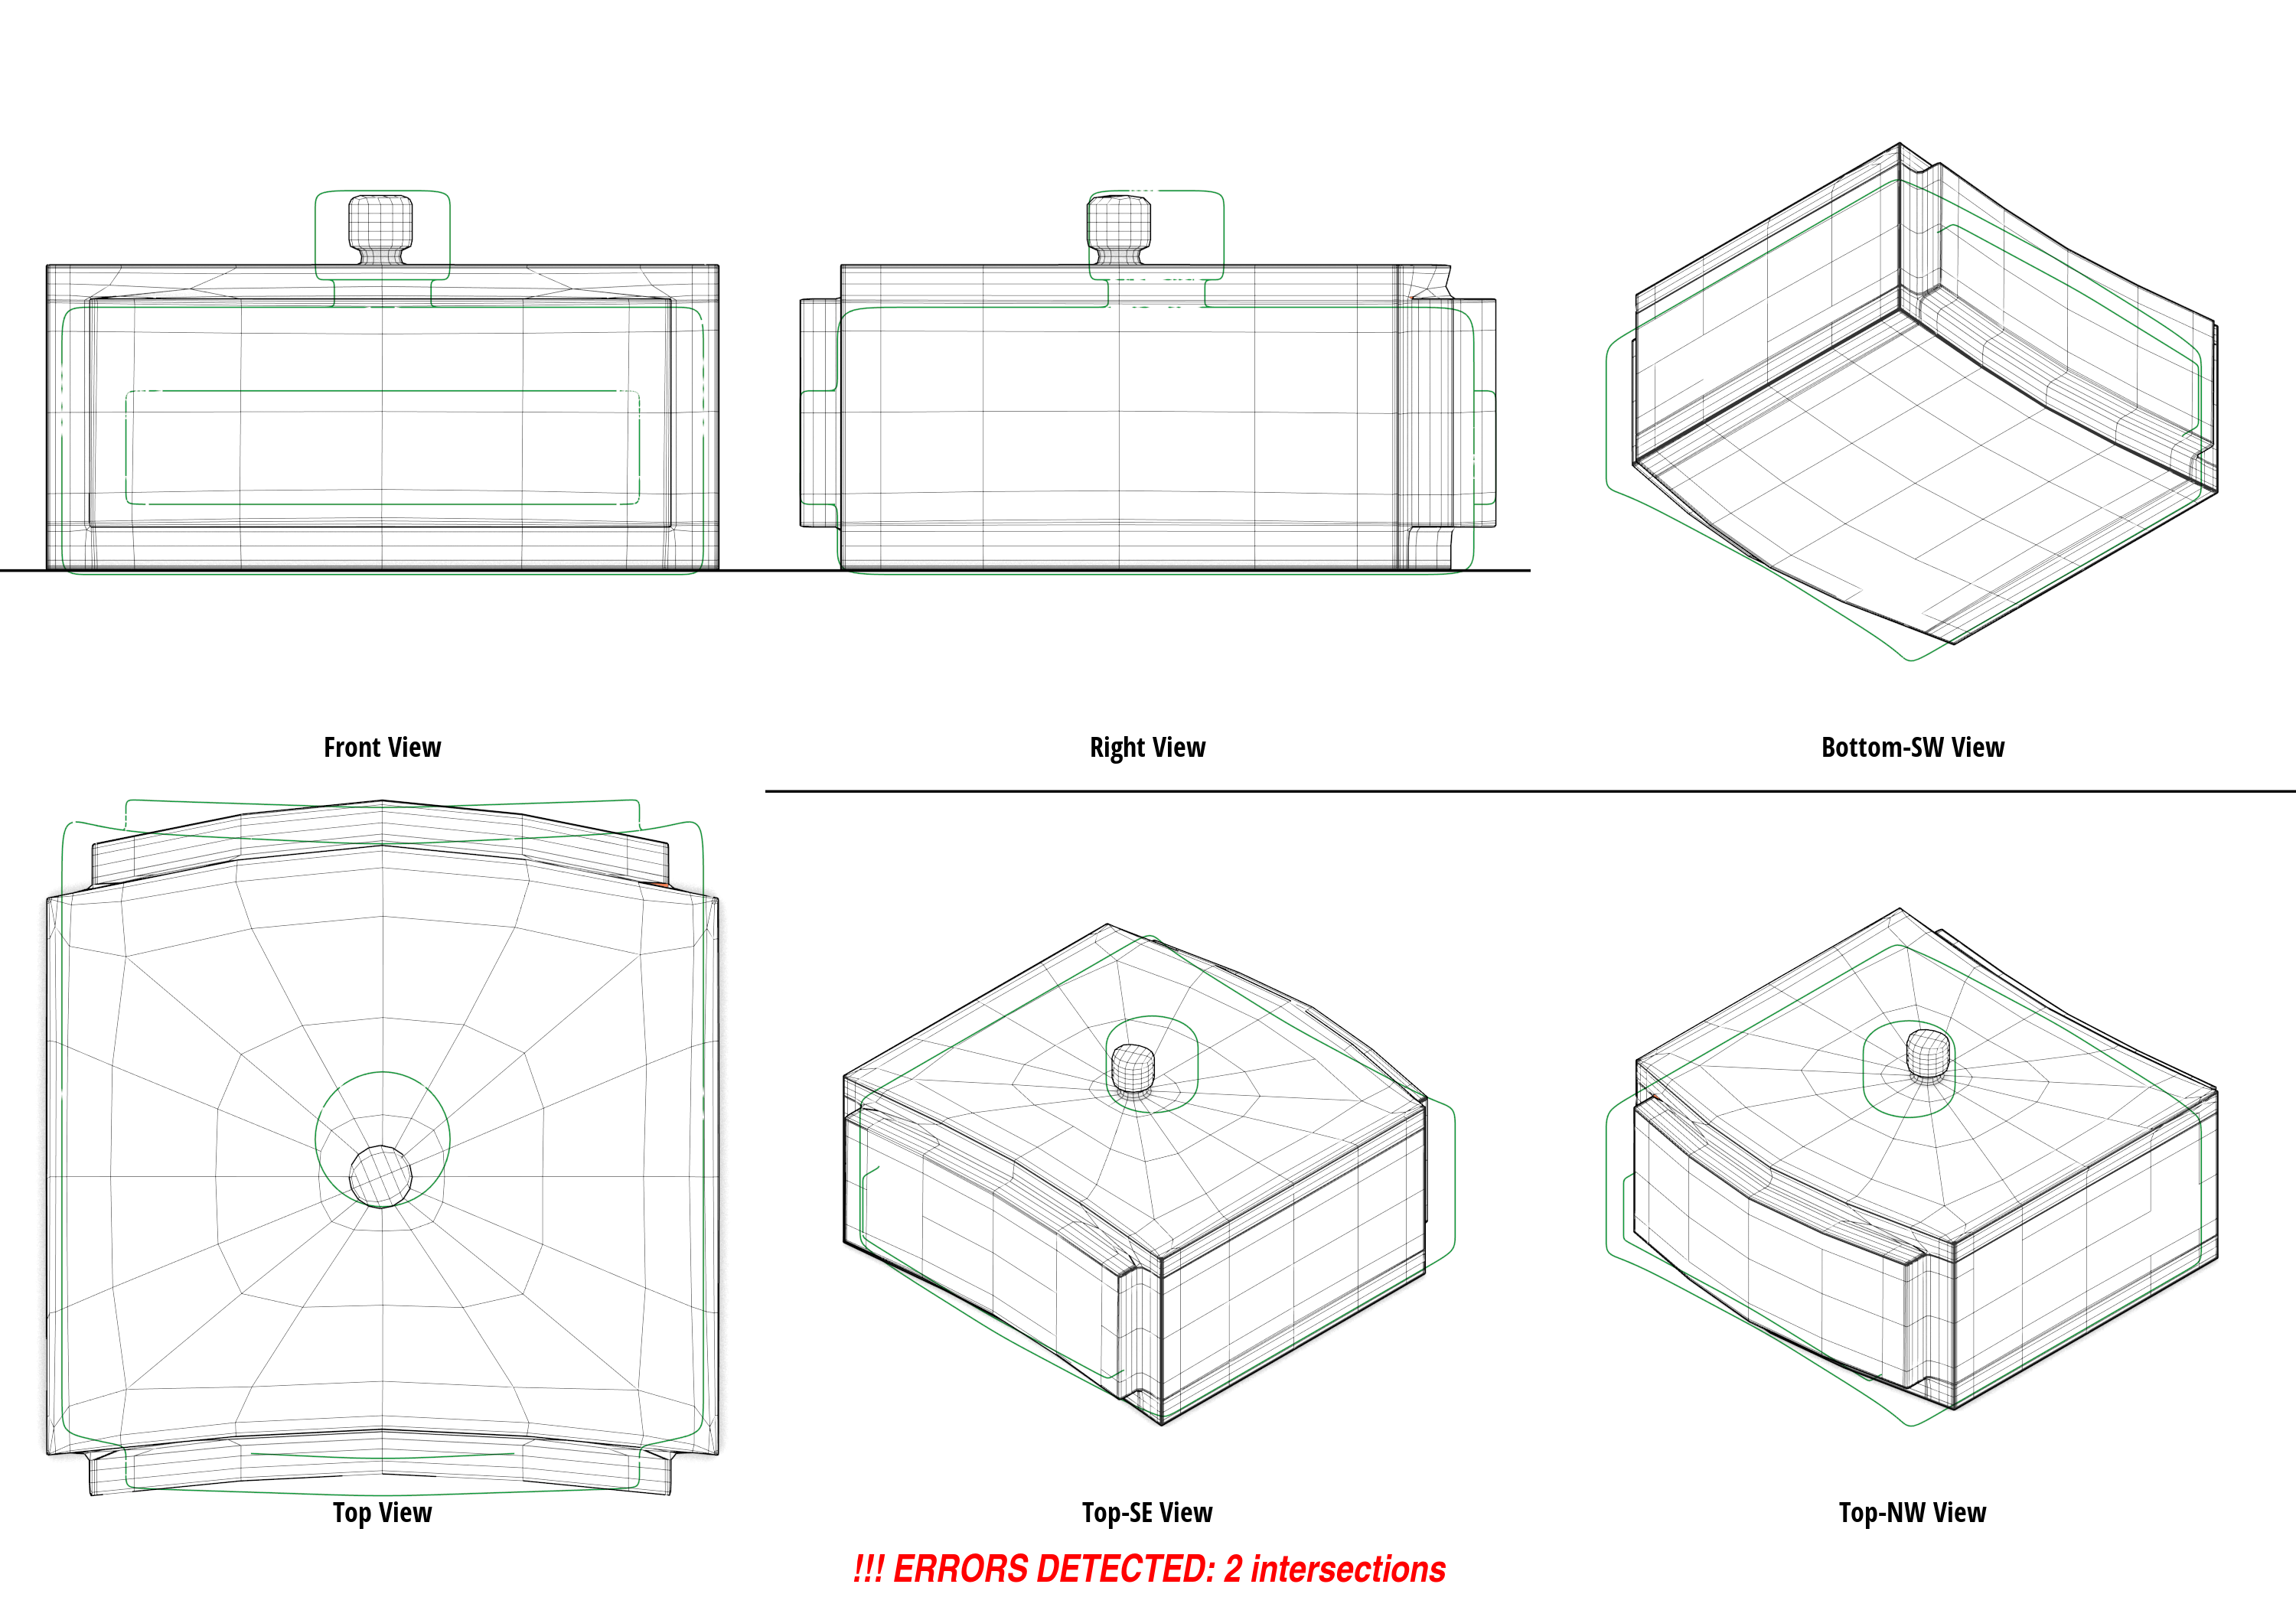 Front View
Right View
Bottom-SW View
Top View
Top-SE View
Top-NW View
!!! ERRORS DETECTED: 2 intersections